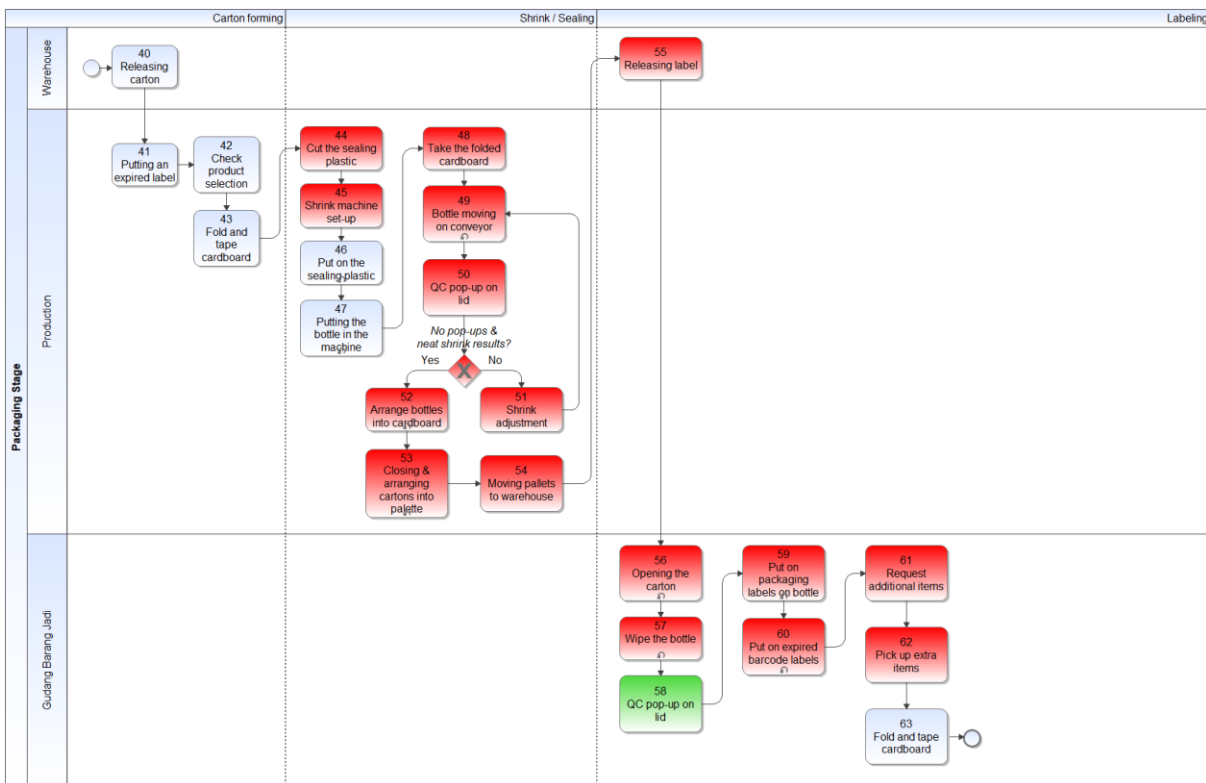 Carton forming
Shrink / Sealing
Labeling
Packaging Stage
Warehouse
40
Releasing
carton
55
Releasing label
Production
41
Putting an
expired label
42
Check
product
selection
43
Fold and
tape
cardboard
44
Cut the sealing
plastic
45
Shrink machine
set-up
46
Put on the
sealing plastic
47
Putting the
bottle in the
machine
48
Take the folded
cardboard
49
Bottle moving
on conveyor
50
QC pop-up on
lid
No pop-ups &
neat shrink results?
Yes
No
X
52
Arrange bottles
into cardboard
51
Shrink
adjustment
53
Closing &
arranging
cartons into
palette
54
Moving pallets
to warehouse
Gudang Barang Jadi
56
Opening the
carton
57
Wipe the bottle
58
QC pop-up on
lid
59
Put on
packaging
labels on bottle
60
Put on expired
barcode labels
61
Request
additional items
62
Pick up extra
items
63
Fold and tape
cardboard